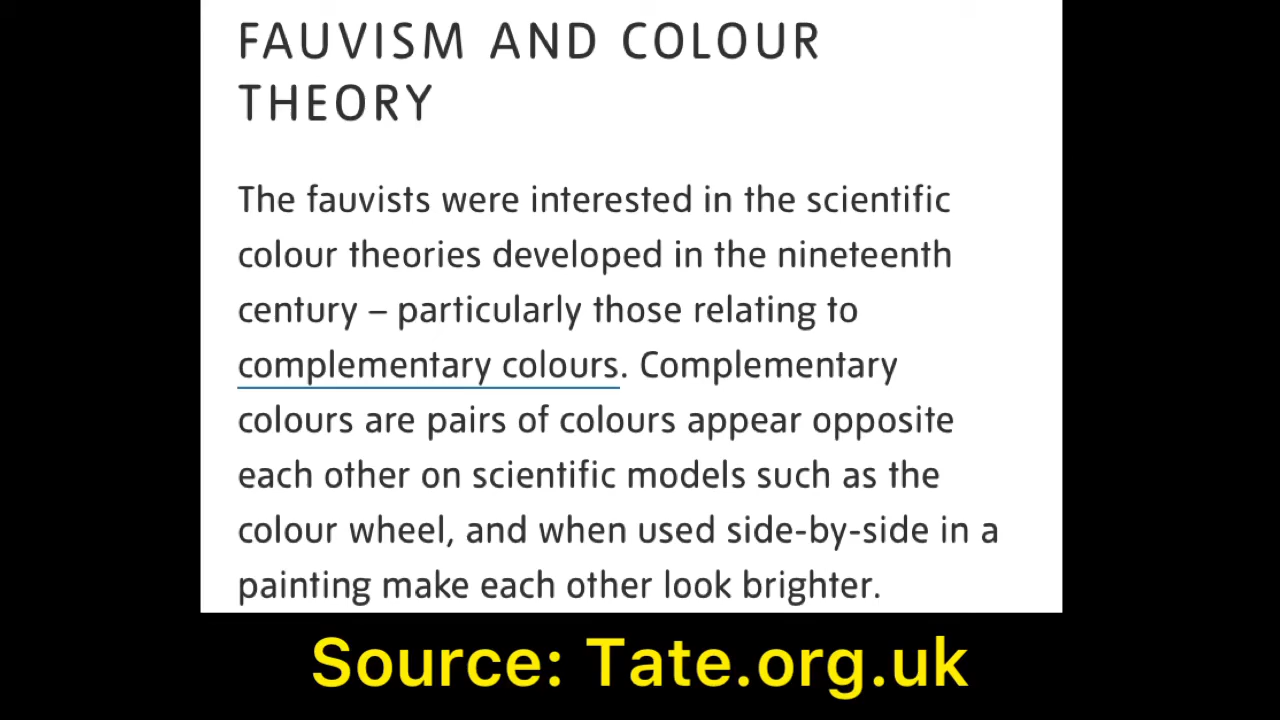 FAUVISM AND COLOUR
THEORY
The fauvists were interested in the scientific
colour theories developed in the nineteenth
century – particularly those relating to
complementary colours. Complementary
colours are pairs of colours appear opposite
each other on scientific models such as the
colour wheel, and when used side-by-side in a
painting make each other look brighter.
Source: Tate.org.uk